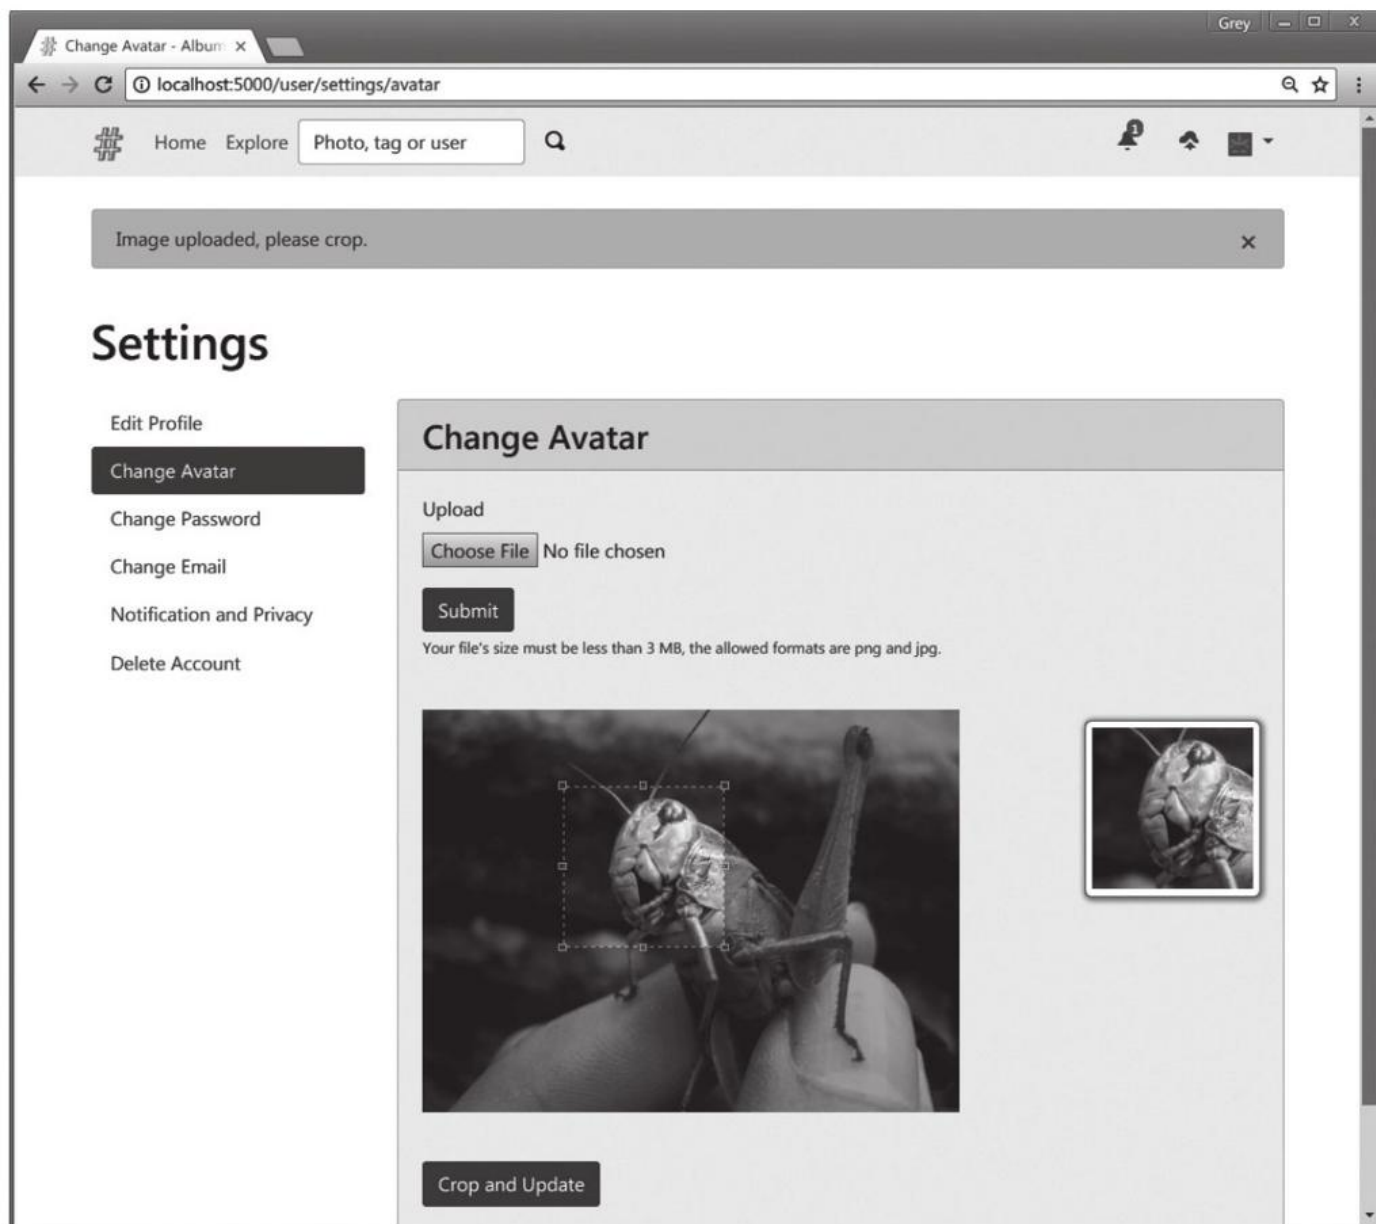 Grey
Change Avatar - Album
localhost:5000/user/settings/avatar
# Home Explore Photo, tag or user
1
Image uploaded, please crop.
Settings
Edit Profile
Change Avatar
Change Password
Change Email
Notification and Privacy
Delete Account
Change Avatar
Upload
Choose File No file chosen
Submit
Your file's size must be less than 3 MB, the allowed formats are png and jpg.
Crop and Update